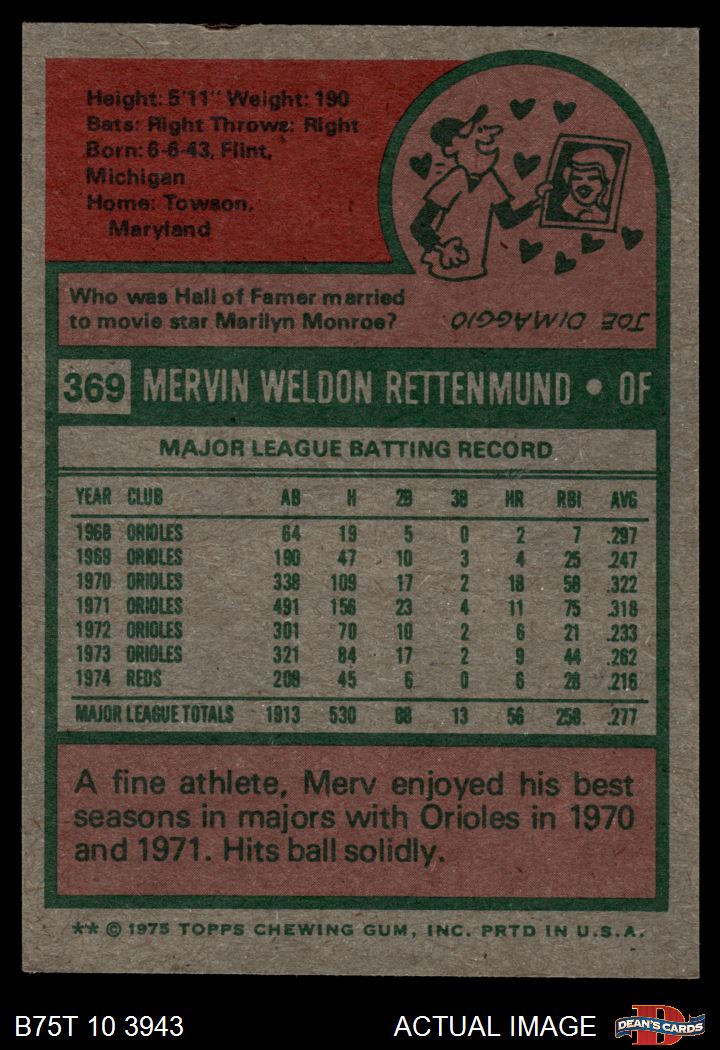 Height: 5'11" Weight: 190
Bats: Right Throws: Right
Born: 6-6-43, Flint,
Michigan
Home: Towson,
Maryland
Who was Hall of Famer married
to movie star Marilyn Monroe?
JOE DIMAGGIO
369 MERVIN WELDON RETTENMUND • OF
MAJOR LEAGUE BATTING RECORD
YEAR CLUB AB H 2B 3B HR RBI AVG
1968 ORIOLES 64 19 5 0 2 7 .297
1969 ORIOLES 190 47 10 3 4 25 .247
1970 ORIOLES 338 109 17 2 18 58 .322
1971 ORIOLES 491 156 23 4 11 75 .318
1972 ORIOLES 301 70 10 2 6 21 .233
1973 ORIOLES 321 84 17 2 9 44 .262
1974 REDS 208 45 6 0 6 28 .216
MAJOR LEAGUE TOTALS 1913 530 88 13 56 258 .277
A fine athlete, Merv enjoyed his best
seasons in majors with Orioles in 1970
and 1971. Hits ball solidly.
** © 1975 TOPPS CHEWING GUM, INC. PRTD IN U.S.A.
B75T 10 3943 ACTUAL IMAGE DEAN'S CARDS